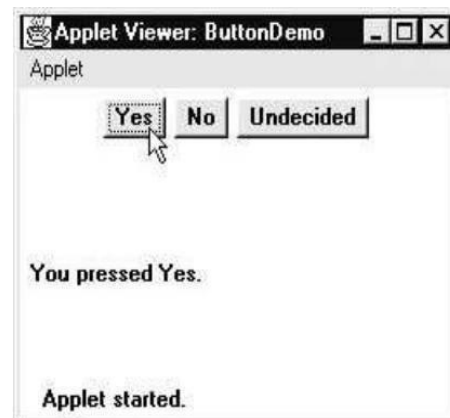 Applet Viewer: ButtonDemo
Applet
Yes No Undecided
You pressed Yes.
Applet started.